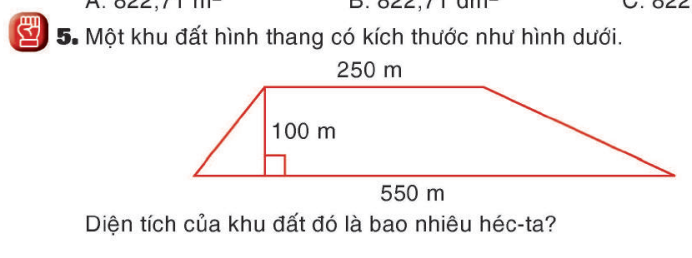 5. Một khu đất hình thang có kích thước như hình dưới.
250 m
100 m
550 m
Diện tích của khu đất đó là bao nhiêu héc-ta?